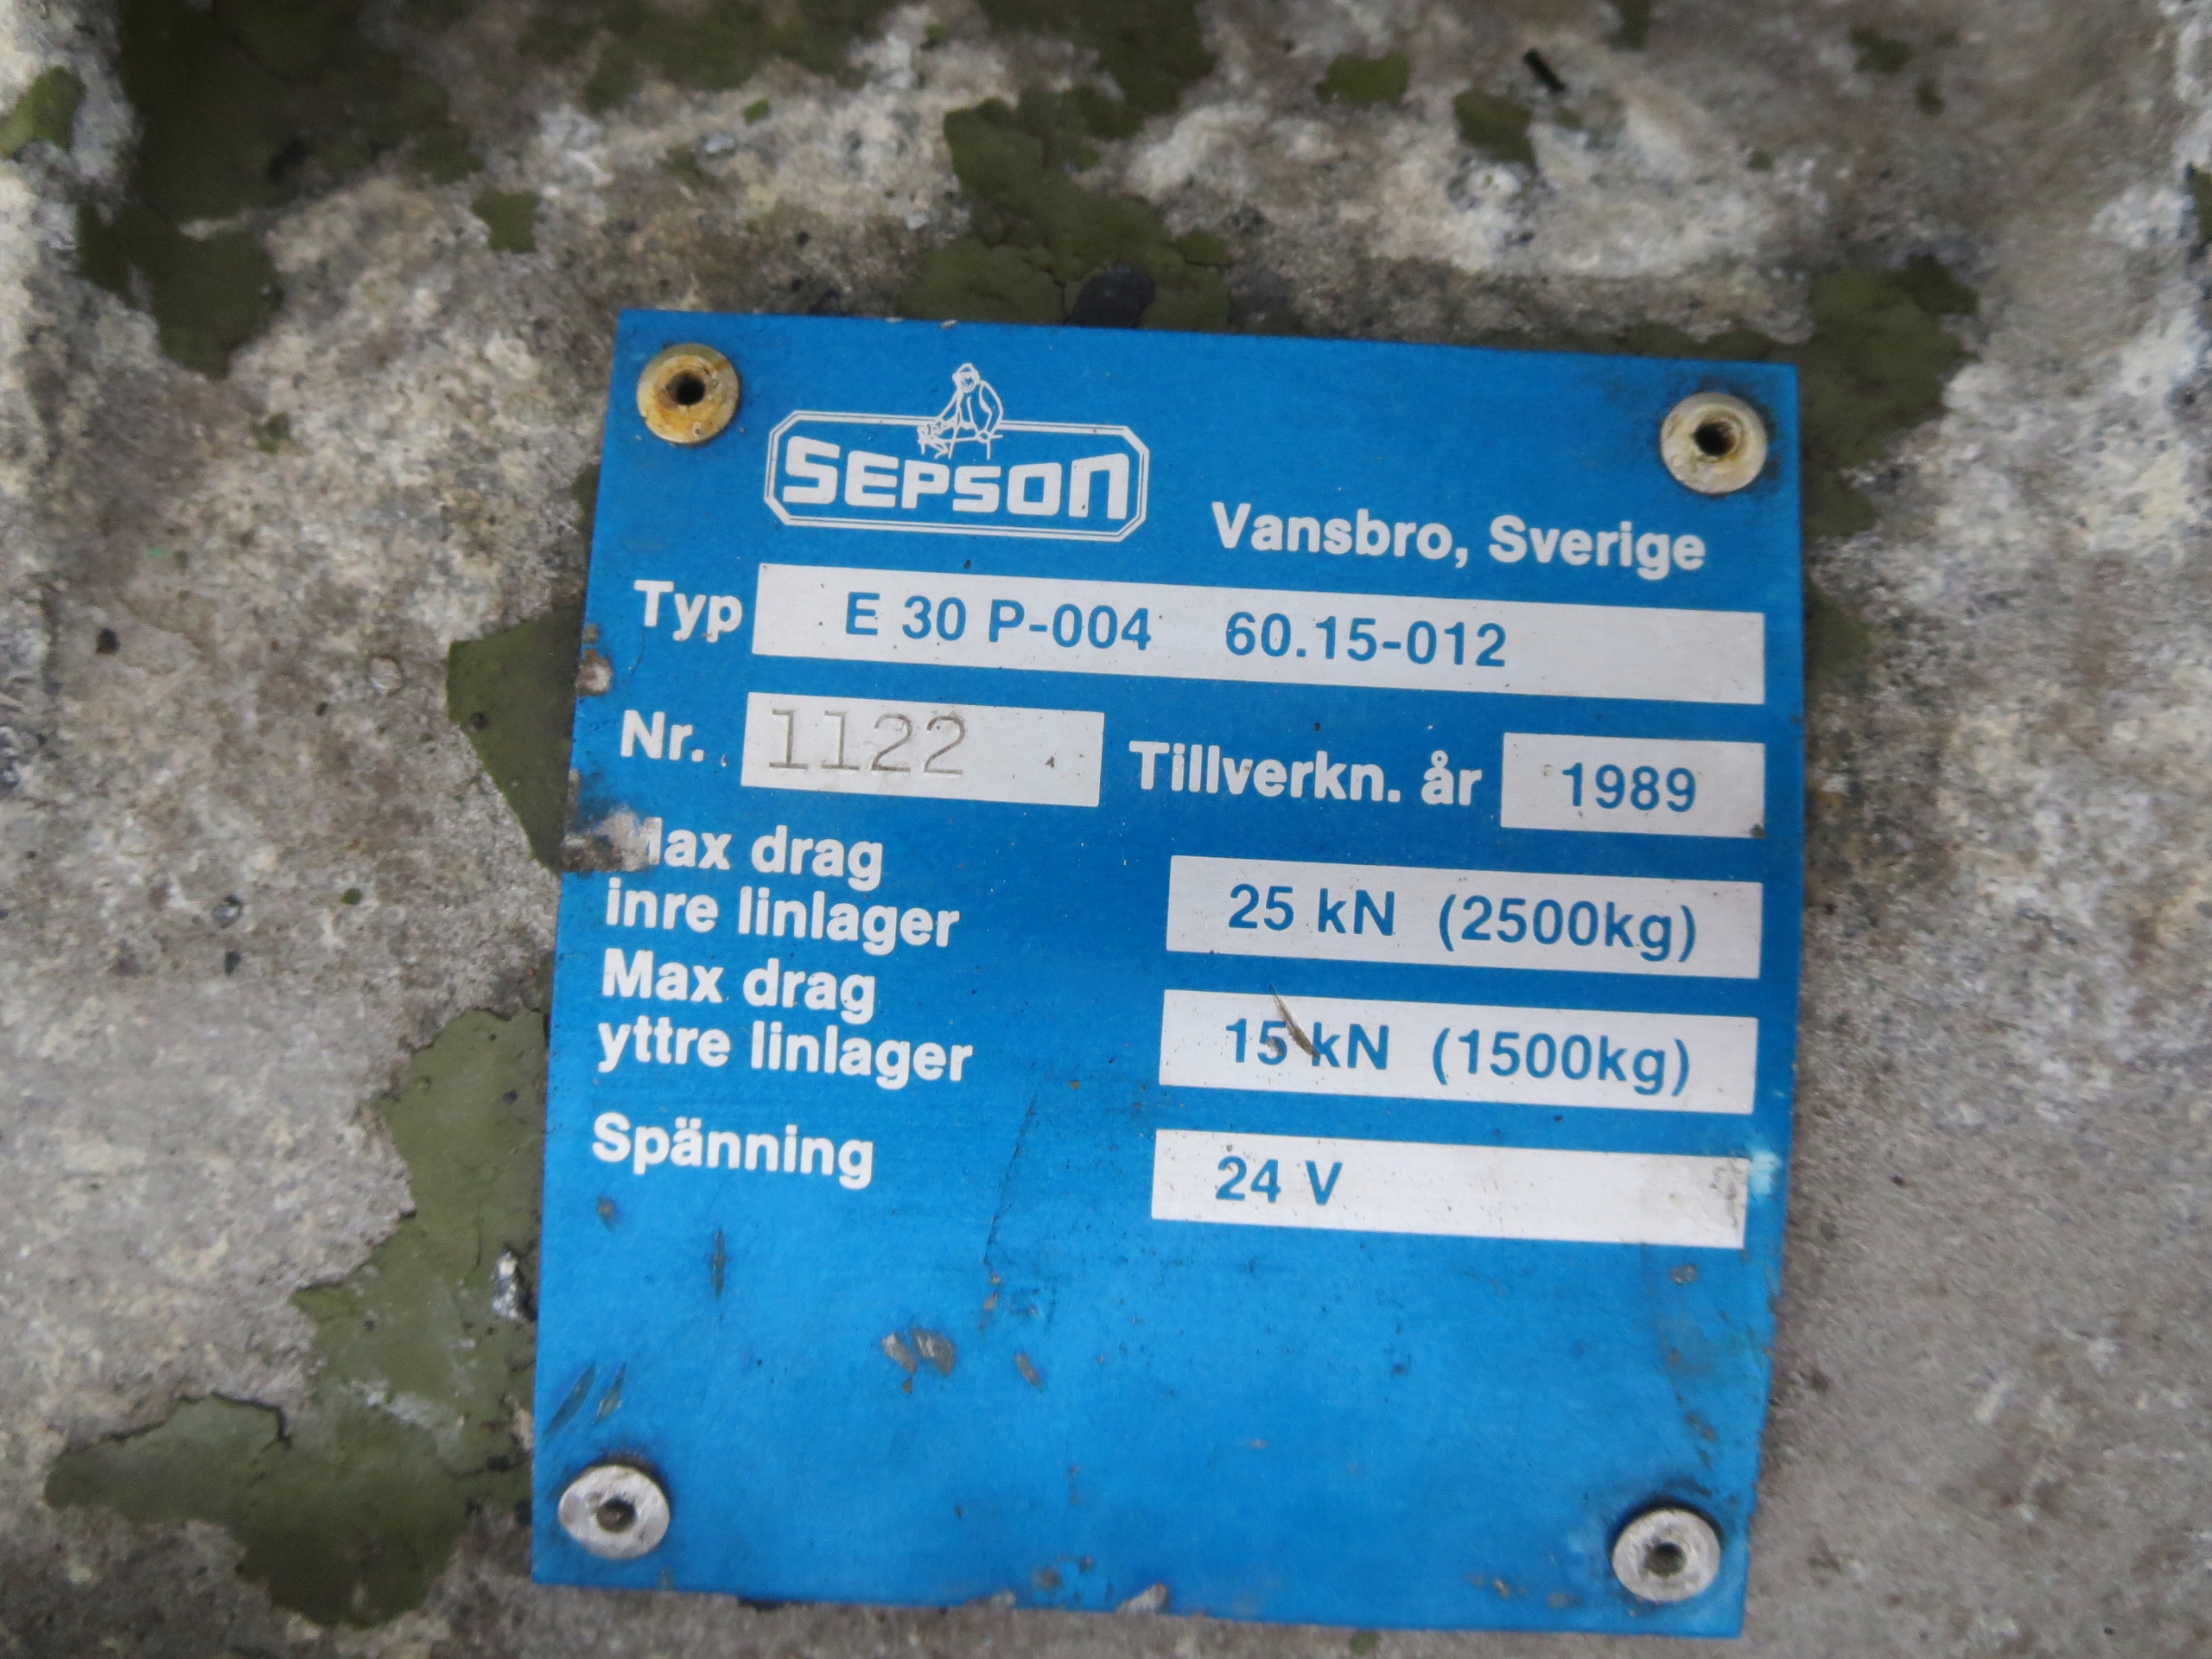 SEPSON
Vansbro, Sverige
Typ E 30 P-004 60.15-012
Nr. 1122 Tillverkn. år 1989
Max drag
inre linlager 25 kN (2500kg)
Max drag
yttre linlager 15 kN (1500kg)
Spänning 24 V